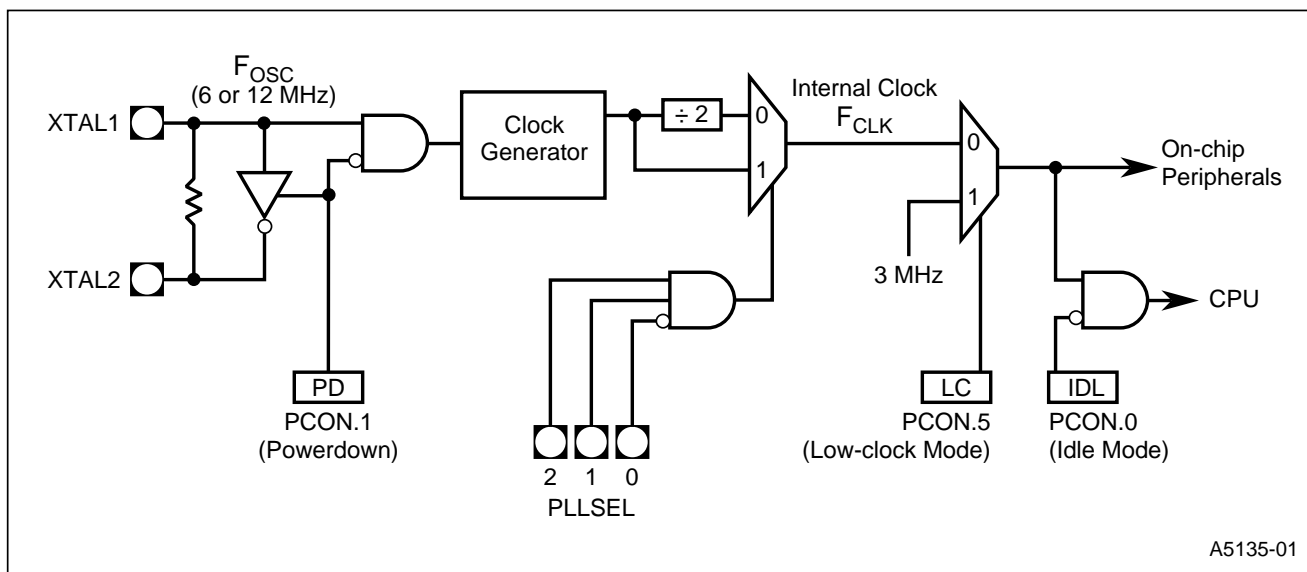 F_OSC
(6 or 12 MHz)
XTAL1
XTAL2
Clock
Generator
÷ 2
0
1
Internal Clock
F_CLK
0
1
3 MHz
On-chip
Peripherals
CPU
PD
PCON.1
(Powerdown)
2 1 0
PLLSEL
LC
PCON.5
(Low-clock Mode)
IDL
PCON.0
(Idle Mode)
A5135-01